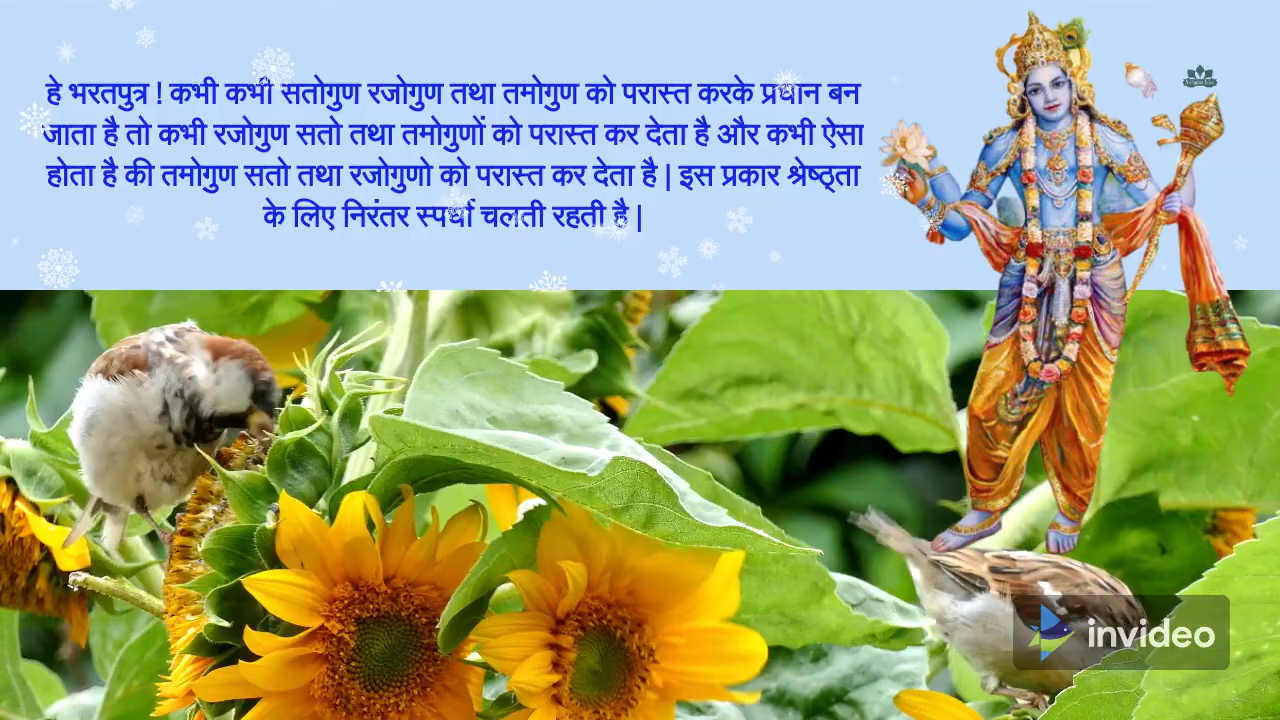 हे भरतपुत्र ! कभी कभी सतोगुण रजोगुण तथा तमोगुण को परास्त करके प्रधान बन
जाता है तो कभी रजोगुण सतो तथा तमोगुणों को परास्त कर देता है और कभी ऐसा
होता है की तमोगुण सतो तथा रजोगुणो को परास्त कर देता है | इस प्रकार श्रेष्ठ्ता
के लिए निरंतर स्पर्धा चलती रहती है |
invideo